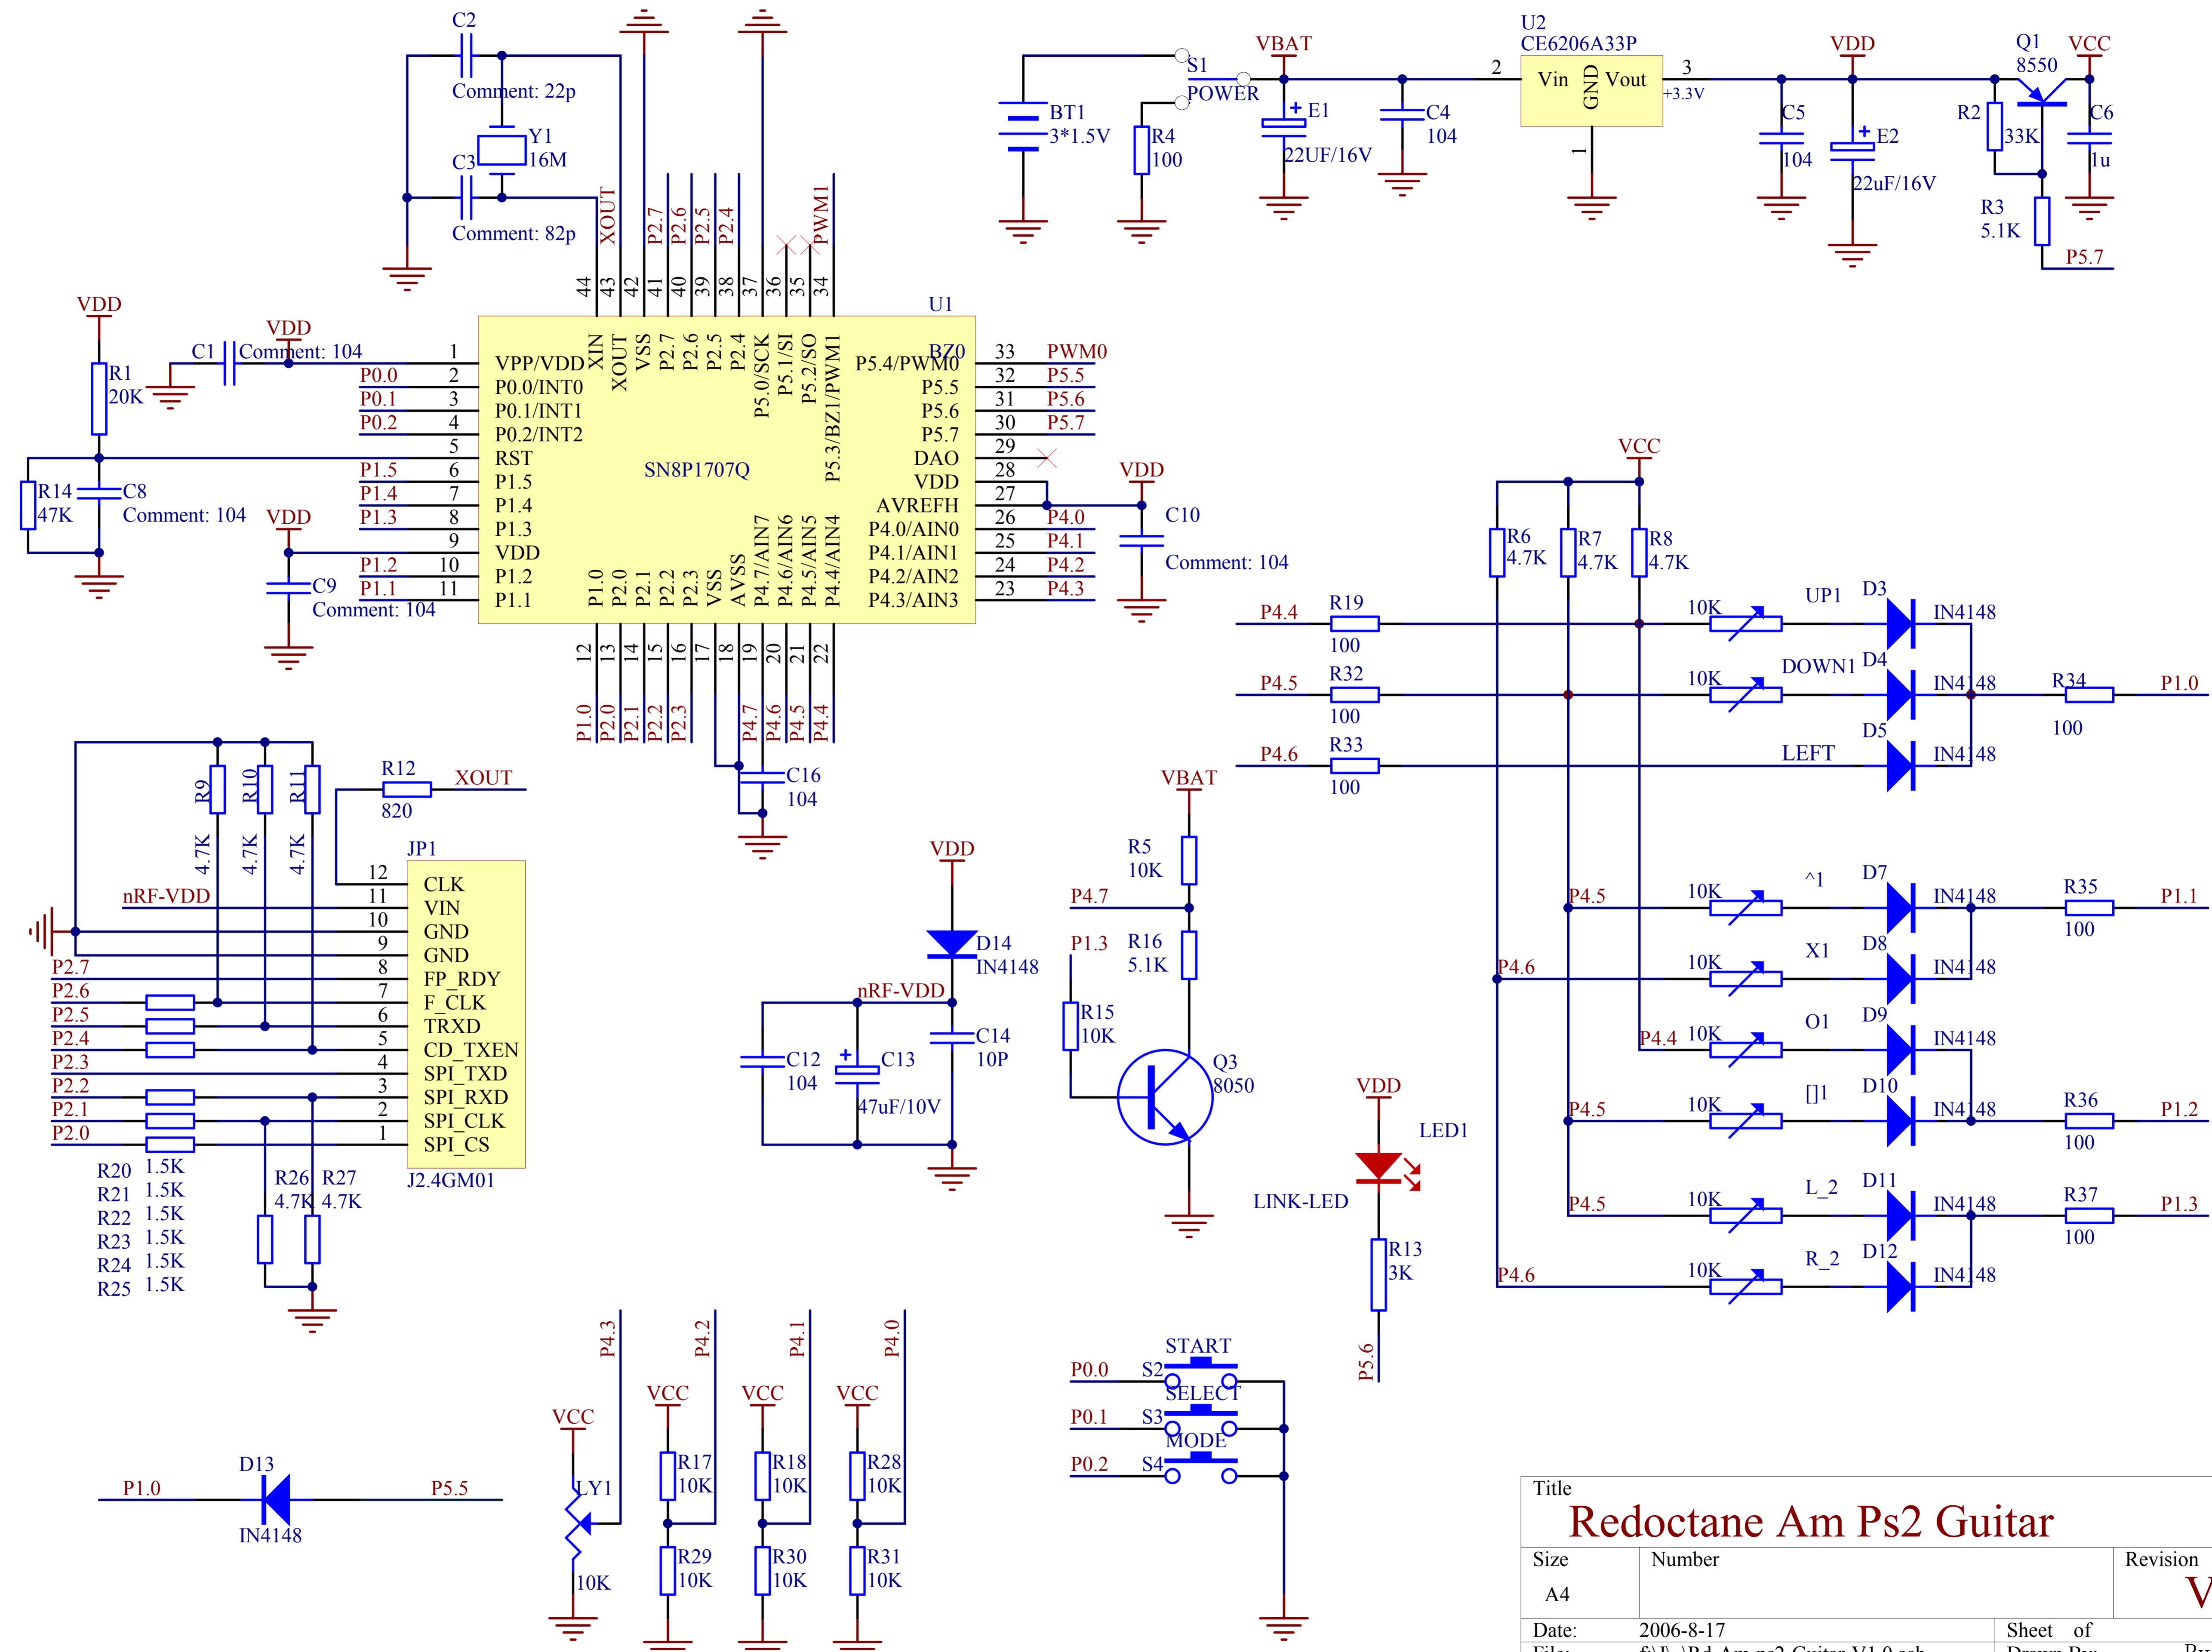 C2
Comment: 22p
Y1
16M
C3
Comment: 82p
XOUT
P2.7
P2.6
P2.5
P2.4
PWM1
44
43
42
41
40
39
38
37
36
35
34
S1
POWER
BT1
3*1.5V
R4
100
VBAT
E1
22UF/16V
C4
104
U2
CE6206A33P
2
Vin
GND
Vout
3
+3.3V
1
C5
104
VDD
E2
22uF/16V
Q1
8550
VCC
R2
33K
C6
1u
R3
5.1K
P5.7
VDD
R1
20K
C1
VDD
Comment: 104
P0.0
P0.1
P0.2
P1.5
P1.4
P1.3
P1.2
P1.1
R14
47K
C8
Comment: 104
VDD
C9
Comment: 104
U1
BZ0
SN8P1707Q
1 VPP/VDD
2 P0.0/INT0
3 P0.1/INT1
4 P0.2/INT2
5 RST
6 P1.5
7 P1.4
8 P1.3
9 VDD
10 P1.2
11 P1.1
XIN
XOUT
VSS
P2.7
P2.6
P2.5
P2.4
P5.0/SCK
P5.1/SI
P5.2/SO
P5.3/BZ1/PWM1
P5.4/PWM0 33 PWM0
P5.5 32 P5.5
P5.6 31 P5.6
P5.7 30 P5.7
DAO 29
VDD 28
AVREFH 27
P4.0/AIN0 26 P4.0
P4.1/AIN1 25 P4.1
P4.2/AIN2 24 P4.2
P4.3/AIN3 23 P4.3
P1.0
P2.0
P2.1
P2.2
P2.3
VSS
AVSS
P4.7/AIN7
P4.6/AIN6
P4.5/AIN5
P4.4/AIN4
12
13
14
15
16
17
18
19
20
21
22
P1.0
P2.0
P2.1
P2.2
P2.3
P4.7
P4.6
P4.5
P4.4
C16
104
VDD
C10
Comment: 104
VCC
R6
4.7K
R7
4.7K
R8
4.7K
P4.4
R19
100
10K
UP1
D3
IN4148
P4.5
R32
100
10K
DOWN1
D4
IN4148
R34
100
P1.0
P4.6
R33
100
LEFT
D5
IN4148
P4.5
10K
^1
D7
IN4148
R35
100
P1.1
P4.6
10K
X1
D8
IN4148
P4.4
10K
O1
D9
IN4148
P4.5
10K
[]1
D10
IN4148
R36
100
P1.2
P4.5
10K
L_2
D11
IN4148
R37
100
P1.3
P4.6
10K
R_2
D12
IN4148
R9
4.7K
R10
4.7K
R11
4.7K
R12
820
XOUT
JP1
12 CLK
nRF-VDD 11 VIN
10 GND
9 GND
P2.7 8 FP_RDY
P2.6 7 F_CLK
P2.5 6 TRXD
P2.4 5 CD_TXEN
P2.3 4 SPI_TXD
P2.2 3 SPI_RXD
P2.1 2 SPI_CLK
P2.0 1 SPI_CS
J2.4GM01
R20 1.5K
R21 1.5K
R22 1.5K
R23 1.5K
R24 1.5K
R25 1.5K
R26
4.7K
R27
4.7K
VDD
D14
IN4148
nRF-VDD
C12
104
C13
47uF/10V
C14
10P
VBAT
R5
10K
P4.7
P1.3
R16
5.1K
R15
10K
Q3
8050
VDD
LED1
LINK-LED
R13
3K
P5.6
D13
P1.0
P5.5
IN4148
P4.3
VCC
LY1
10K
P4.2
VCC
R17
10K
R29
10K
P4.1
VCC
R18
10K
R30
10K
P4.0
VCC
R28
10K
R31
10K
START
P0.0
S2
SELECT
P0.1
S3
MODE
P0.2
S4
Title
Redoctane Am Ps2 Guitar
Size
Number
Revision
A4
V
Date:
2006-8-17
Sheet of